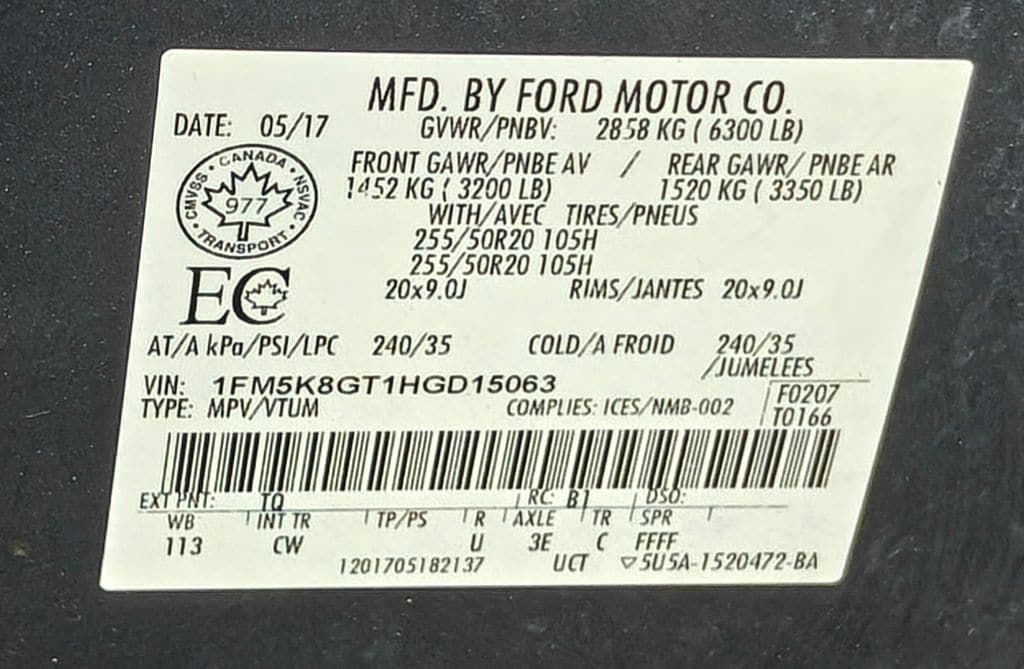 MFD. BY FORD MOTOR CO.
DATE: 05/17 GVWR/PNBV: 2858 KG ( 6300 LB)
FRONT GAWR/PNBE AV / REAR GAWR/ PNBE AR
1452 KG ( 3200 LB) 1520 KG ( 3350 LB)
WITH/AVEC TIRES/PNEUS
255/50R20 105H
255/50R20 105H
20x9.0J RIMS/JANTES 20x9.0J
CANADA
CMVSS • NSVAC
977
TRANSPORT
EC
AT/A kPa/PSI/LPC 240/35 COLD/A FROID 240/35
/JUMELEES
VIN: 1FM5K8GT1HGD15063 F0207
TYPE: MPV/VTUM COMPLIES: ICES/NMB-002 T0166
EXT PNT: TQ RC: B1 DSO:
WB INT TR TP/PS R AXLE TR SPR
113 CW U 3E C FFFF
1201705182137 UCT ▽5U5A-1520472-BA